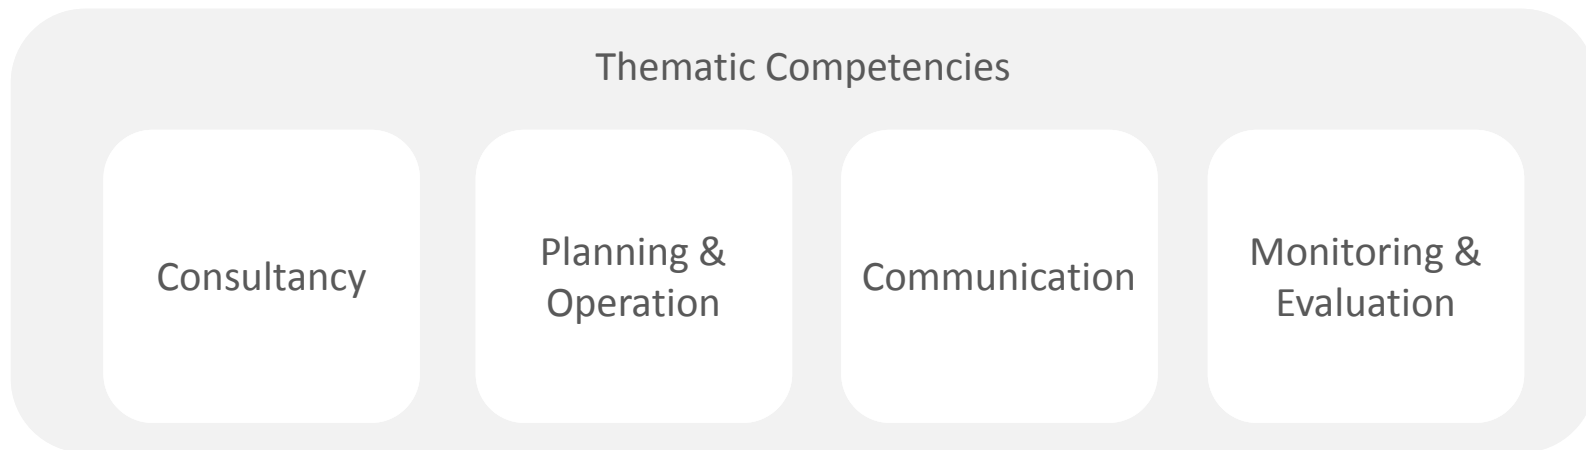 Thematic Competencies
Consultancy
Planning &
Operation
Communication
Monitoring &
Evaluation